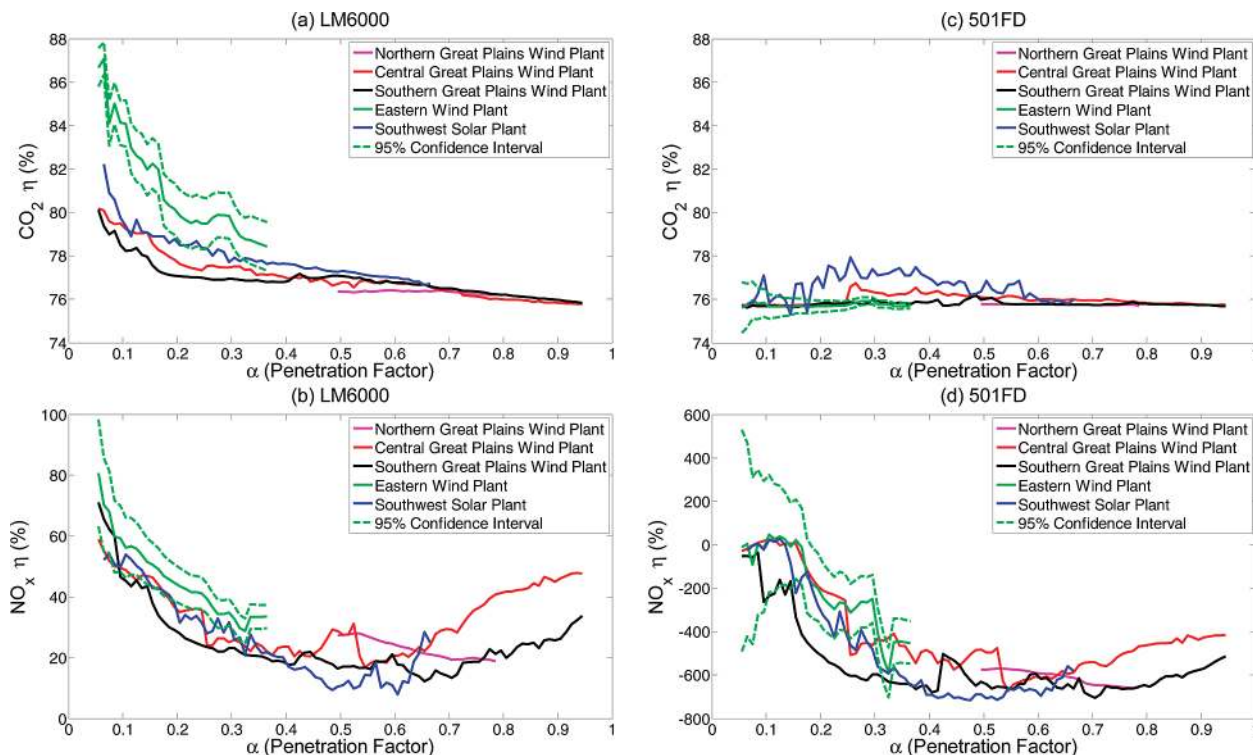 (a) LM6000
CO2 η (%)
88
86
84
82
80
78
76
74
Northern Great Plains Wind Plant
Central Great Plains Wind Plant
Southern Great Plains Wind Plant
Eastern Wind Plant
Southwest Solar Plant
95% Confidence Interval
0 0.1 0.2 0.3 0.4 0.5 0.6 0.7 0.8 0.9 1
α (Penetration Factor)
(c) 501FD
CO2 η (%)
88
86
84
82
80
78
76
74
Northern Great Plains Wind Plant
Central Great Plains Wind Plant
Southern Great Plains Wind Plant
Eastern Wind Plant
Southwest Solar Plant
95% Confidence Interval
0 0.1 0.2 0.3 0.4 0.5 0.6 0.7 0.8 0.9
α (Penetration Factor)
(b) LM6000
NOx η (%)
100
80
60
40
20
0
Northern Great Plains Wind Plant
Central Great Plains Wind Plant
Southern Great Plains Wind Plant
Eastern Wind Plant
Southwest Solar Plant
95% Confidence Interval
0 0.1 0.2 0.3 0.4 0.5 0.6 0.7 0.8 0.9 1
α (Penetration Factor)
(d) 501FD
NOx η (%)
600
400
200
0
-200
-400
-600
-800
Northern Great Plains Wind Plant
Central Great Plains Wind Plant
Southern Great Plains Wind Plant
Eastern Wind Plant
Southwest Solar Plant
95% Confidence Interval
0 0.1 0.2 0.3 0.4 0.5 0.6 0.7 0.8 0.9
α (Penetration Factor)